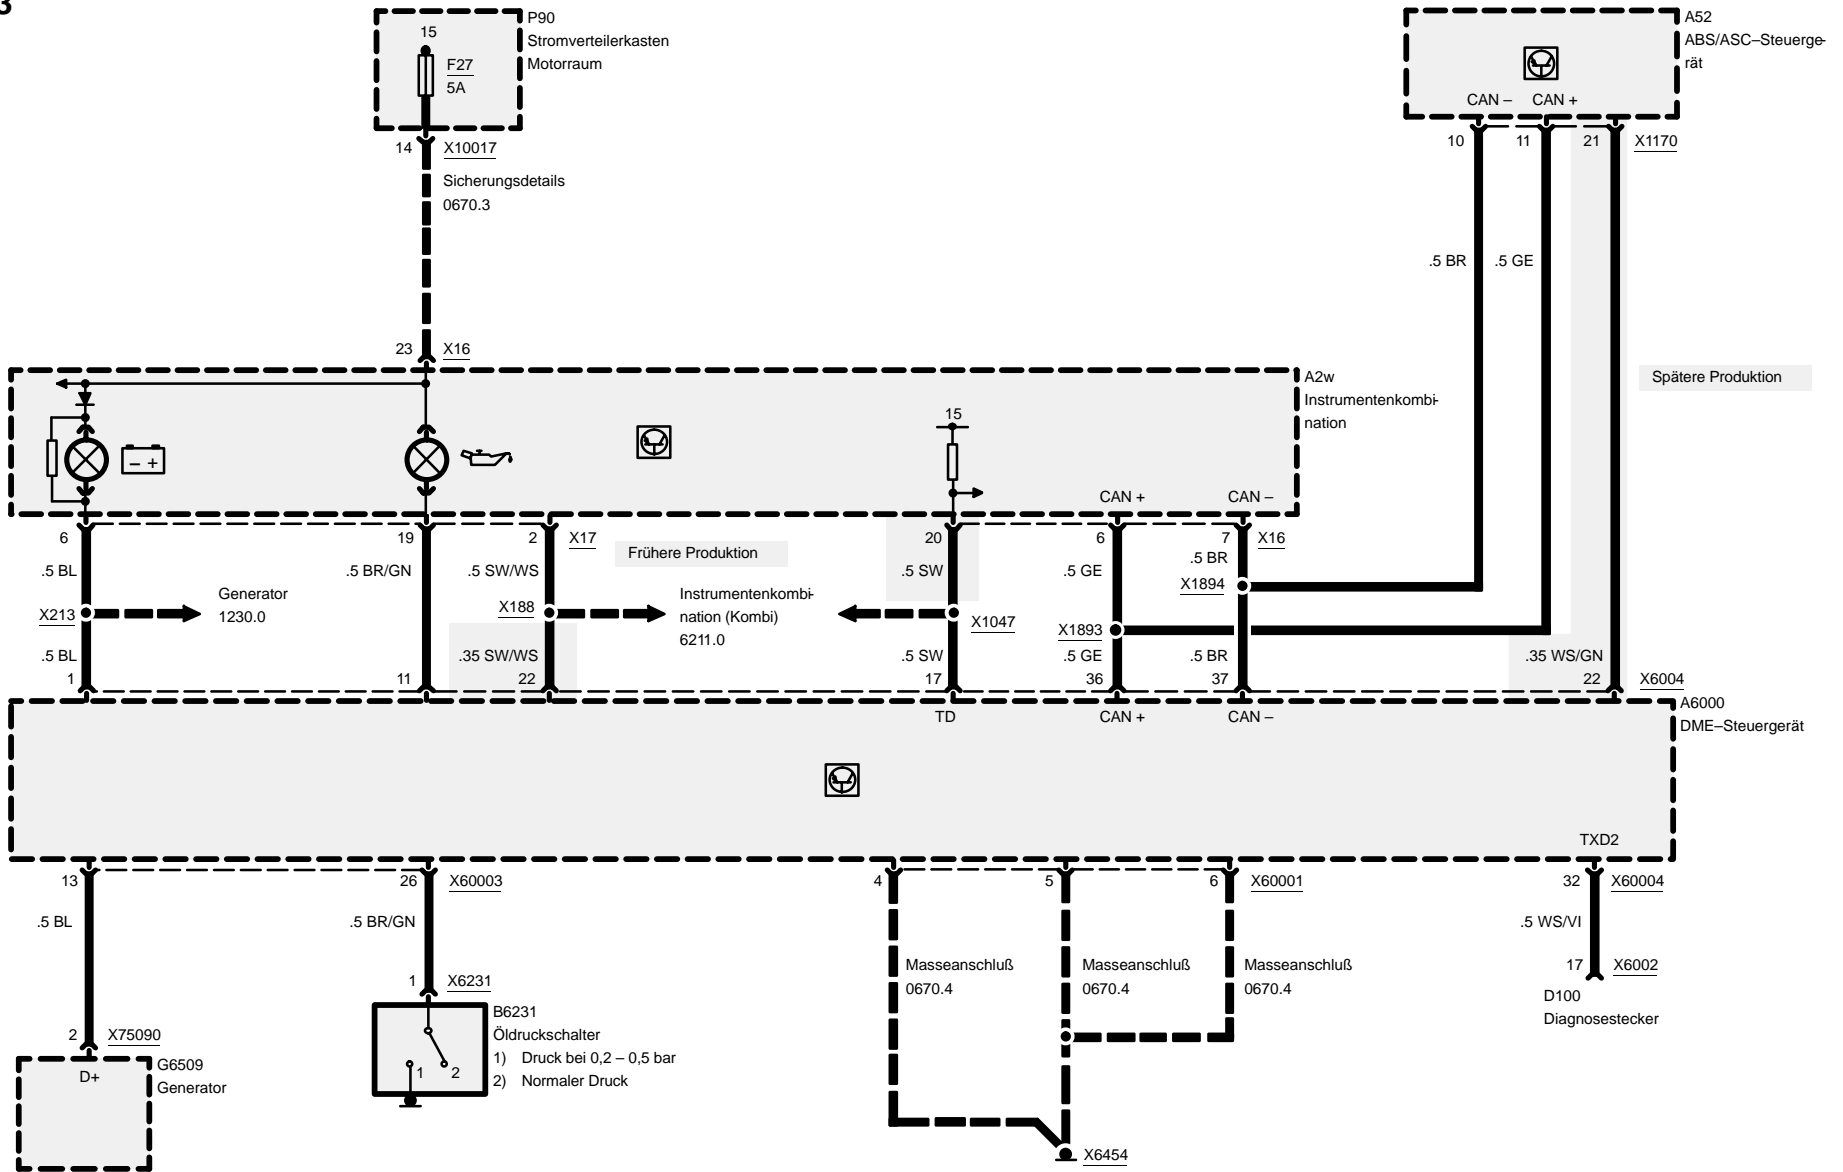 3
P90
Stromverteilerkasten
Motorraum
15
F27
5A
14 X10017
Sicherungsdetails
0670.3
23 X16
A52
ABS/ASC–Steuerge-
rät
CAN – CAN +
10 11 21 X1170
.5 BR .5 GE
Spätere Produktion
A2w
Instrumentenkombi-
nation
15
– +
CAN + CAN –
6 19 2 X17 20 6 7 X16
Frühere Produktion
.5 BL .5 BR/GN .5 SW/WS .5 SW .5 GE .5 BR
X213
Generator
1230.0
X188
Instrumentenkombi-
nation (Kombi)
6211.0
X1047
X1894
X1893
.5 BL .35 SW/WS .5 SW .5 GE .5 BR .35 WS/GN
1 11 22 17 36 37 22 X6004
A6000
DME–Steuergerät
TD CAN + CAN –
TXD2
13 26 X60003 4 5 6 X60001 32 X60004
.5 BL .5 BR/GN .5 WS/VI
Masseanschluß
0670.4
Masseanschluß
0670.4
Masseanschluß
0670.4
17 X6002
D100
Diagnosestecker
1 X6231
B6231
Öldruckschalter
1) Druck bei 0,2 – 0,5 bar
2) Normaler Druck
1 2
2 X75090
D+
G6509
Generator
X6454